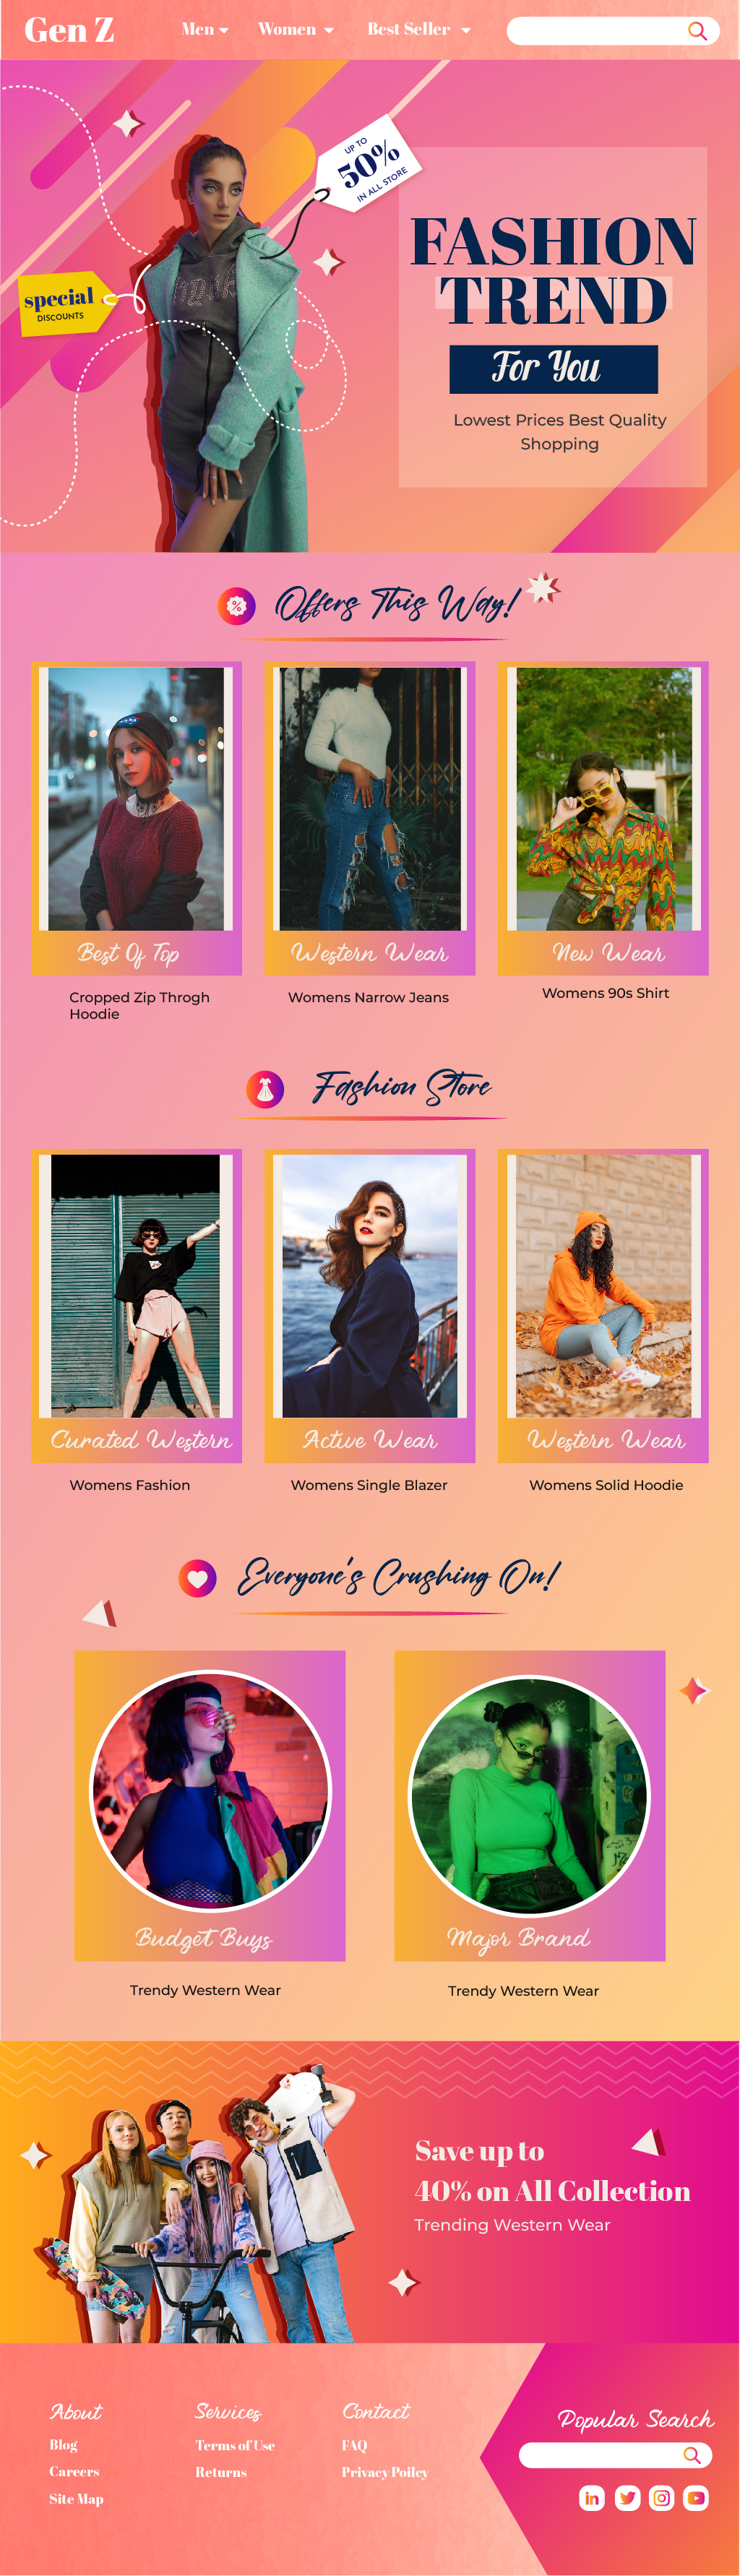 Gen Z
Men
Women
Best Seller
UP TO
50%
IN ALL STORE
special
DISCOUNTS
FASHION
TREND
For You
Lowest Prices Best Quality
Shopping
Offers This Way!
Best Of Top
Western Wear
New Wear
Cropped Zip Throgh
Hoodie
Womens Narrow Jeans
Womens 90s Shirt
Fashion Store
Curated Western
Active Wear
Western Wear
Womens Fashion
Womens Single Blazer
Womens Solid Hoodie
Everyone's Crushing On!
Budget Buys
Major Brand
Trendy Western Wear
Trendy Western Wear
Save up to
40% on All Collection
Trending Western Wear
About
Blog
Careers
Site Map
Services
Terms of Use
Returns
Contact
FAQ
Privacy Poilcy
Popular Search
in